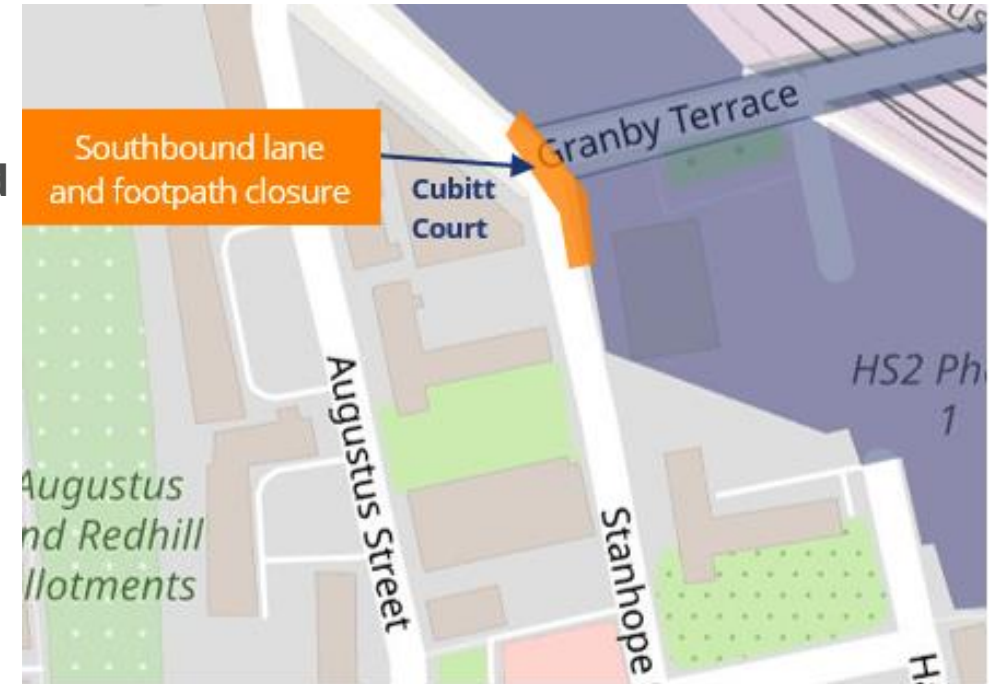 Southbound lane
and footpath closure
Cubitt
Court
Granby Terrace
HS2 Ph
1
Augustus Street
Augustus
nd Redhill
llotments
Stanhope
Ha